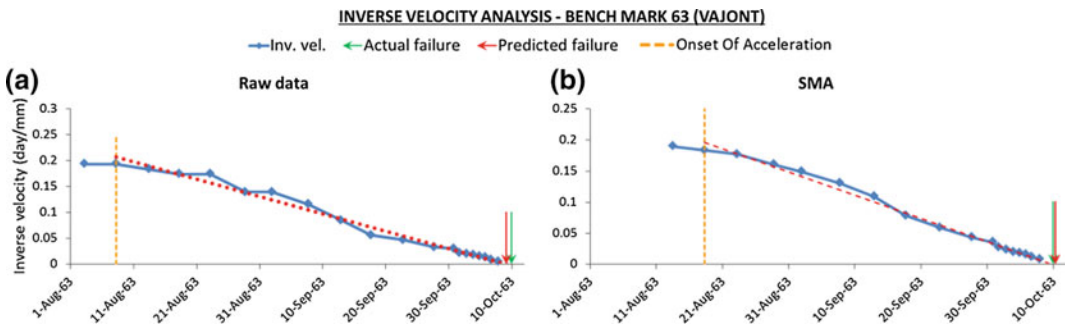 INVERSE VELOCITY ANALYSIS - BENCH MARK 63 (VAJONT)
Inv. vel. Actual failure Predicted failure Onset Of Acceleration
(a) Raw data
Inverse velocity (day/mm)
0.3
0.25
0.2
0.15
0.1
0.05
0
1-Aug-63
11-Aug-63
21-Aug-63
31-Aug-63
10-Sep-63
20-Sep-63
30-Sep-63
10-Oct-63
(b) SMA
0.25
0.2
0.15
0.1
0.05
0
1-Aug-63
11-Aug-63
21-Aug-63
31-Aug-63
10-Sep-63
20-Sep-63
30-Sep-63
10-Oct-63